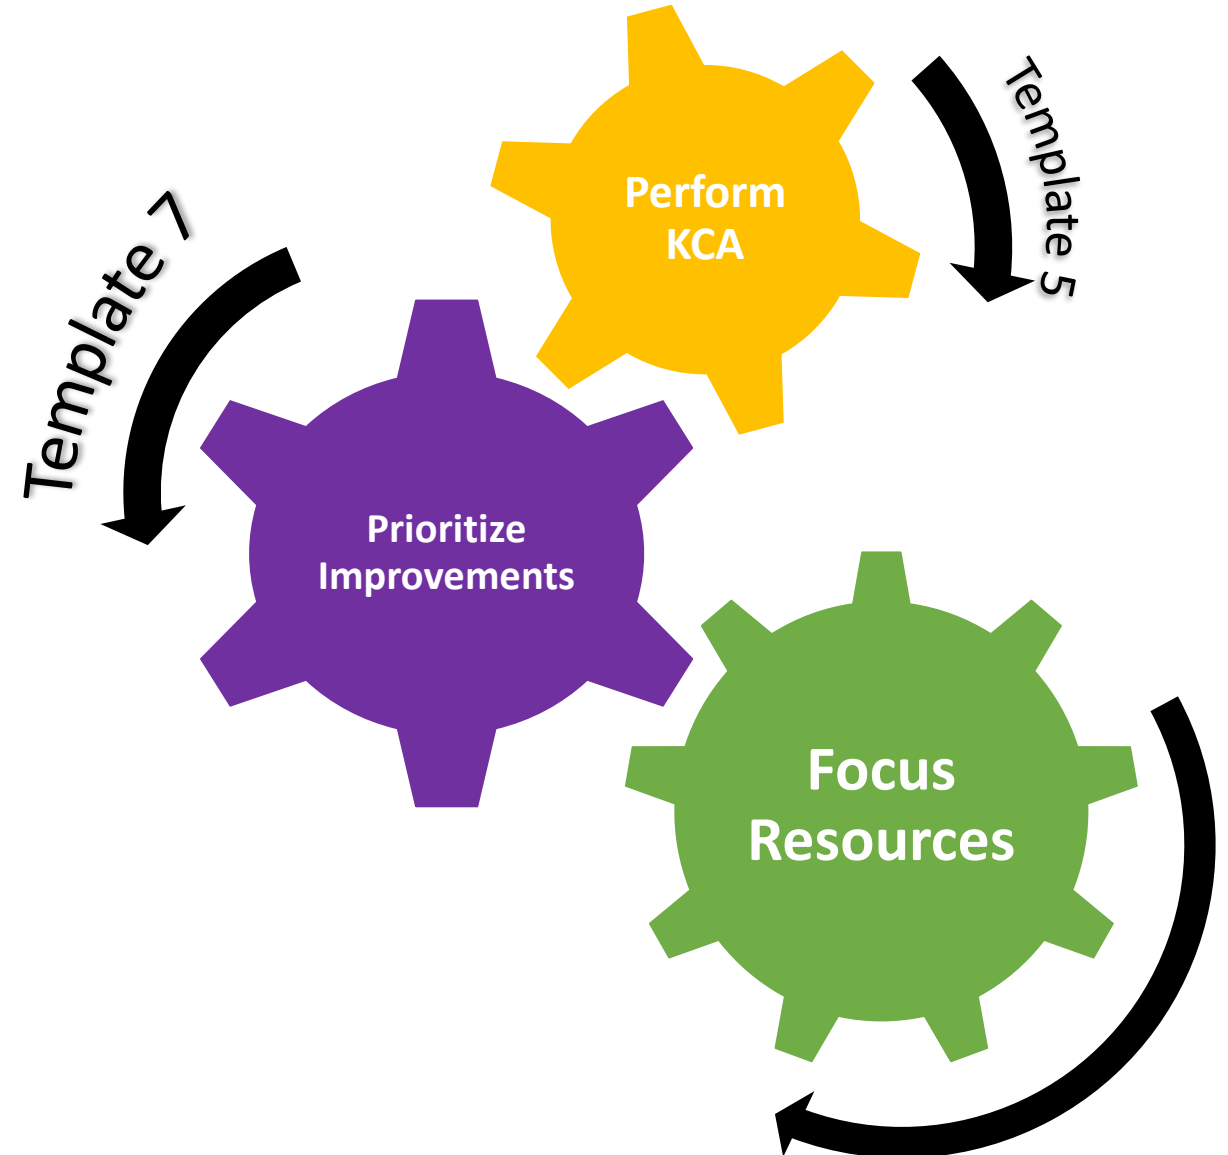 Template 5
Perform
KCA
Template 7
Prioritize
Improvements
Focus
Resources